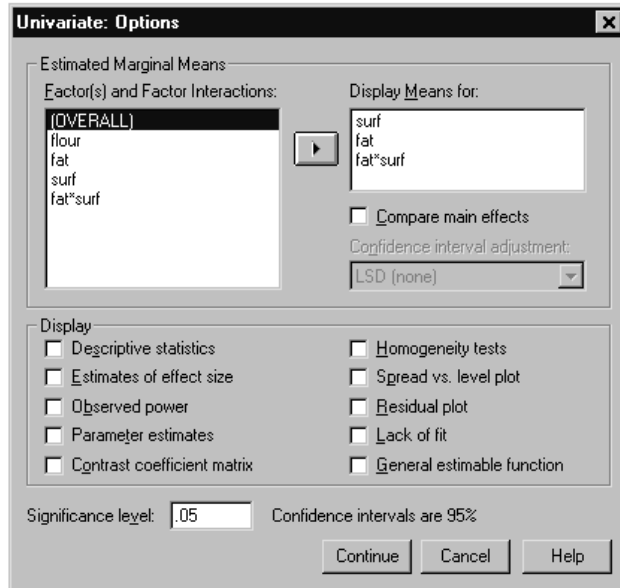 Univariate: Options
Estimated Marginal Means
Factor(s) and Factor Interactions:
(OVERALL)
flour
fat
surf
fat*surf
Display Means for:
surf
fat
fat*surf
Compare main effects
Confidence interval adjustment:
LSD (none)
Display
Descriptive statistics
Estimates of effect size
Observed power
Parameter estimates
Contrast coefficient matrix
Homogeneity tests
Spread vs. level plot
Residual plot
Lack of fit
General estimable function
Significance level: .05 Confidence intervals are 95%
Continue Cancel Help